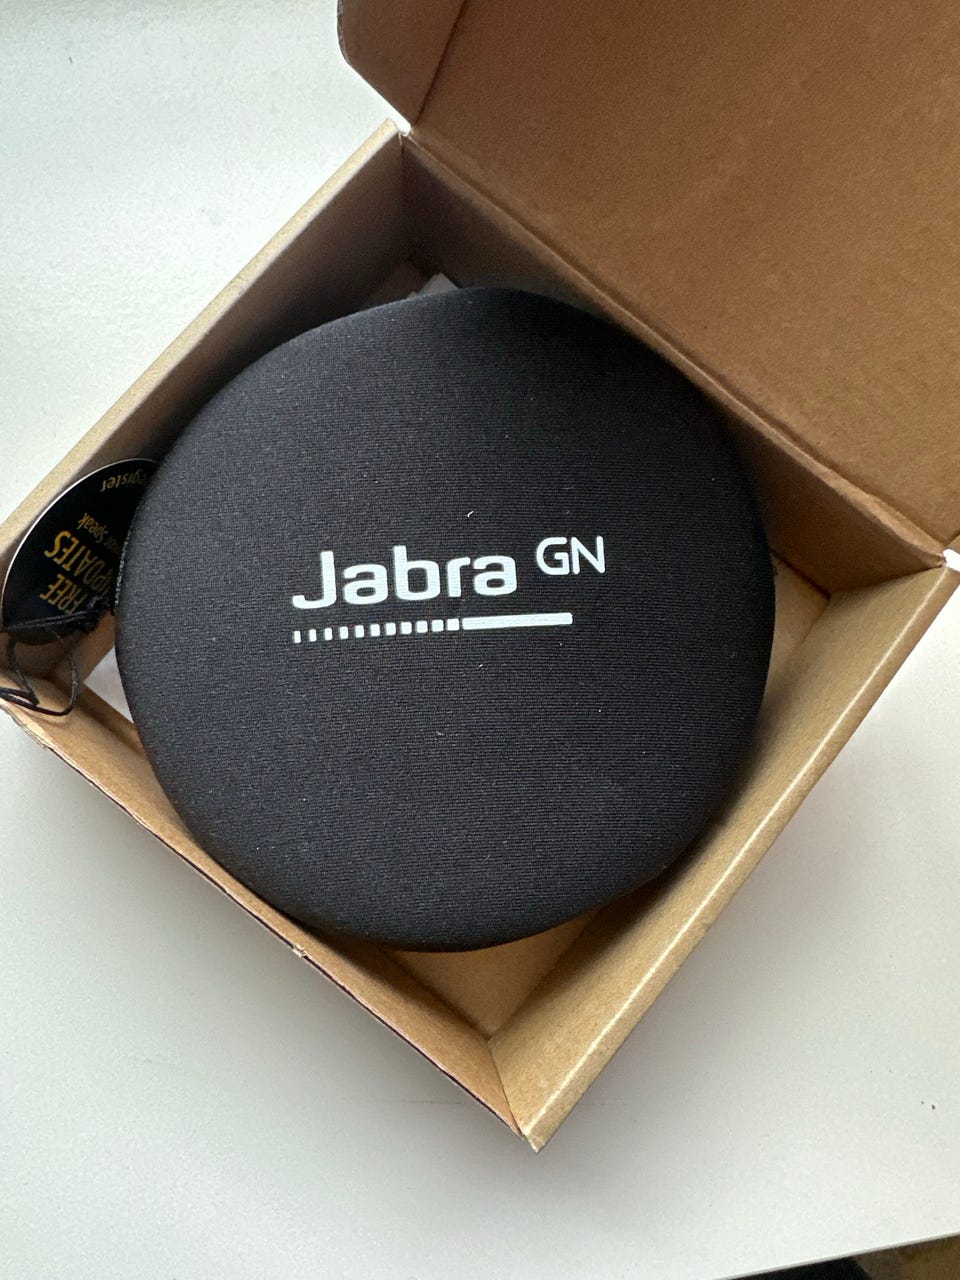 Jabra GN
FREE
UPDATES
speak